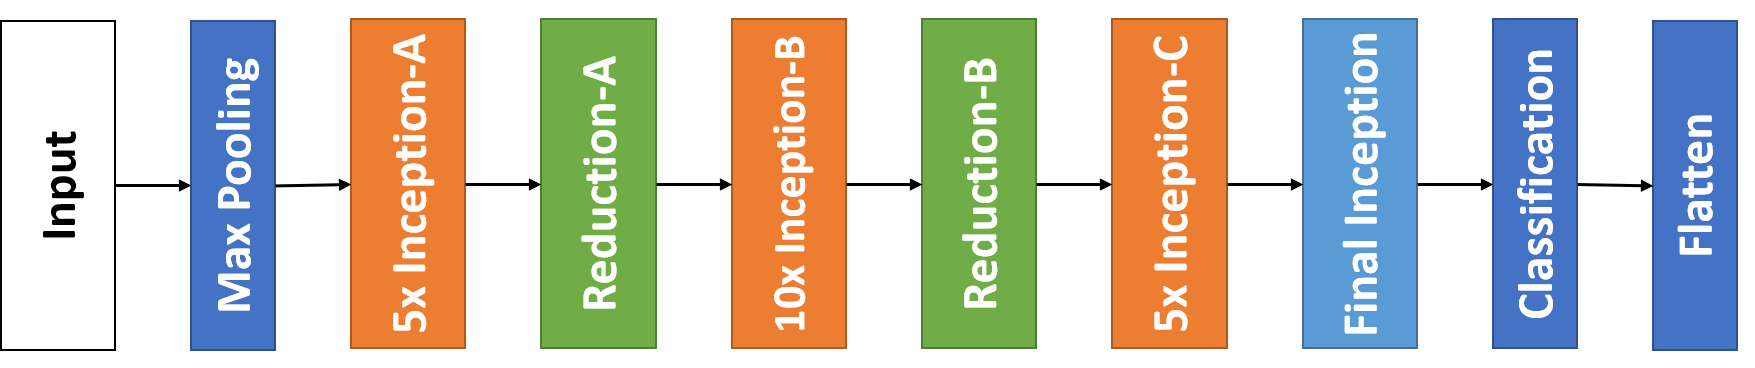 Input
Max Pooling
5x Inception-A
Reduction-A
10x Inception-B
Reduction-B
5x Inception-C
Final Inception
Classification
Flatten